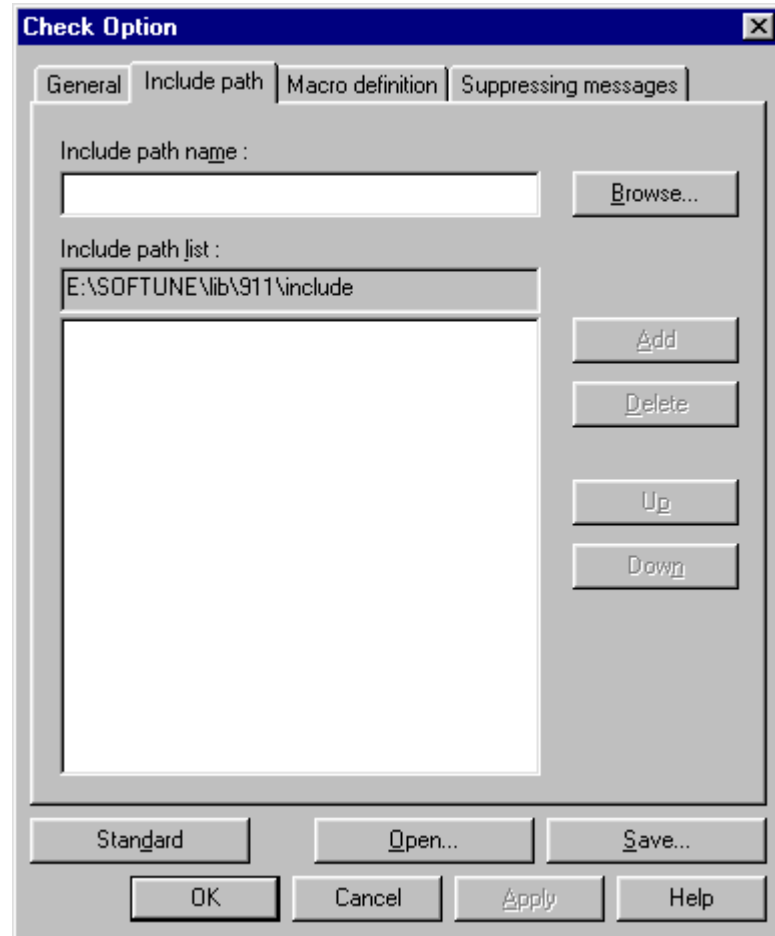 Check Option
General Include path Macro definition Suppressing messages
Include path name :
Browse...
Include path list :
E:\SOFTUNE\lib\911\include
Add
Delete
Up
Down
Standard Open... Save...
OK Cancel Apply Help